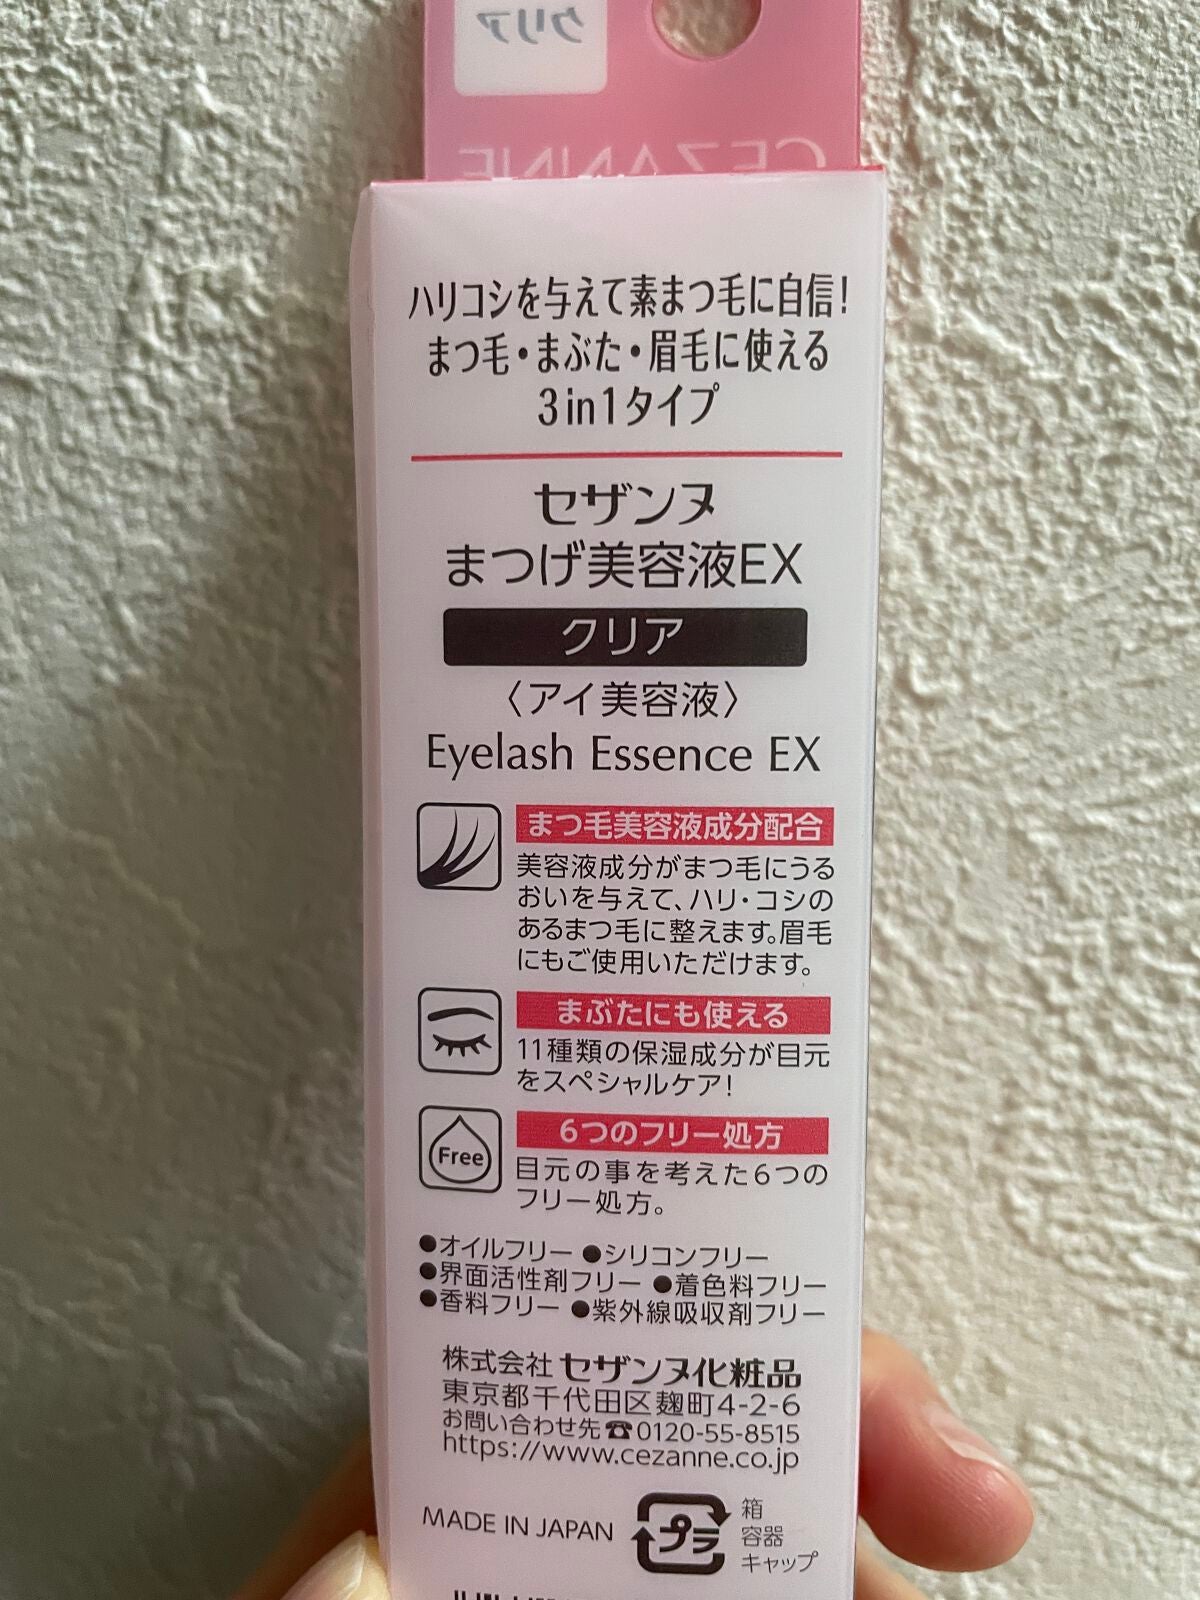 クリア
CEZANNE
ハリコシを与えて素まつ毛に自信!
まつ毛・まぶた・眉毛に使える
3in1タイプ
セザンヌ
まつげ美容液EX
クリア
〈アイ美容液〉
Eyelash Essence EX
まつ毛美容液成分配合
美容液成分がまつ毛にうる
おいを与えて、ハリ・コシの
あるまつ毛に整えます。眉毛
にもご使用いただけます。
まぶたにも使える
11種類の保湿成分が目元
をスペシャルケア!
Free
6つのフリー処方
目元の事を考えた6つの
フリー処方。
●オイルフリー ●シリコンフリー
●界面活性剤フリー ●着色料フリー
●香料フリー ●紫外線吸収剤フリー
株式会社 セザンヌ化粧品
東京都千代田区麹町4-2-6
お問い合わせ先☎0120-55-8515
https://www.cezanne.co.jp
MADE IN JAPAN
プラ
箱
容器
キャップ